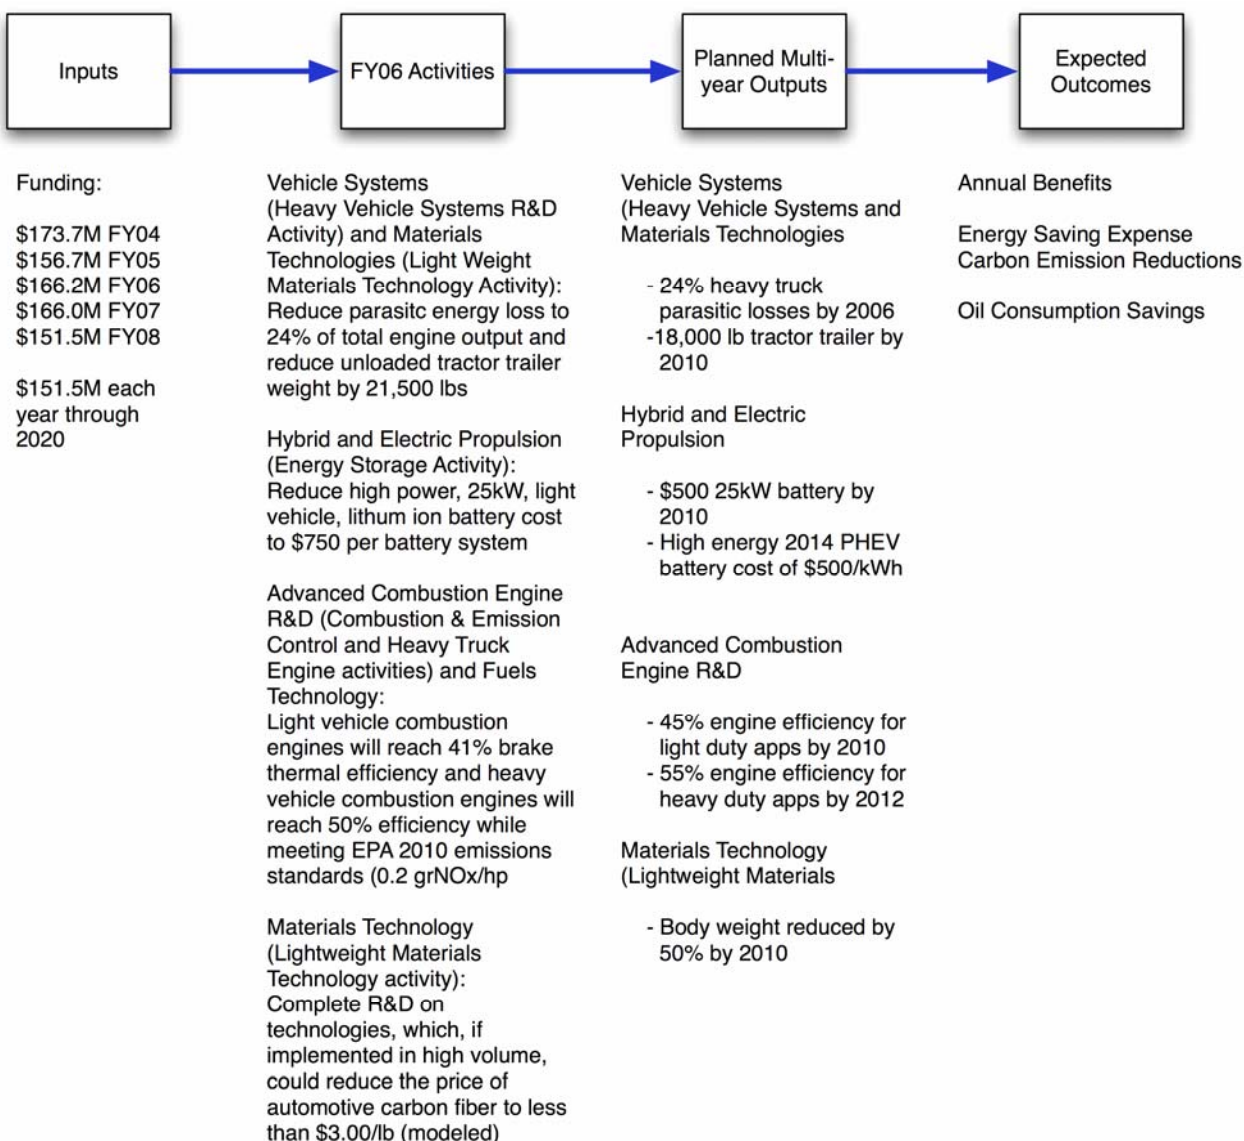 Inputs
FY06 Activities
Planned Multi-
year Outputs
Expected
Outcomes
Funding:
$173.7M FY04
$156.7M FY05
$166.2M FY06
$166.0M FY07
$151.5M FY08
$151.5M each
year through
2020
Vehicle Systems
(Heavy Vehicle Systems R&D
Activity) and Materials
Technologies (Light Weight
Materials Technology Activity):
Reduce parasitc energy loss to
24% of total engine output and
reduce unloaded tractor trailer
weight by 21,500 lbs
Hybrid and Electric Propulsion
(Energy Storage Activity):
Reduce high power, 25kW, light
vehicle, lithum ion battery cost
to $750 per battery system
Advanced Combustion Engine
R&D (Combustion & Emission
Control and Heavy Truck
Engine activities) and Fuels
Technology:
Light vehicle combustion
engines will reach 41% brake
thermal efficiency and heavy
vehicle combustion engines will
reach 50% efficiency while
meeting EPA 2010 emissions
standards (0.2 grNOx/hp
Materials Technology
(Lightweight Materials
Technology activity):
Complete R&D on
technologies, which, if
implemented in high volume,
could reduce the price of
automotive carbon fiber to less
than $3.00/lb (modeled)
Vehicle Systems
(Heavy Vehicle Systems and
Materials Technologies
- 24% heavy truck
parasitic losses by 2006
-18,000 lb tractor trailer by
2010
Hybrid and Electric
Propulsion
- $500 25kW battery by
2010
- High energy 2014 PHEV
battery cost of $500/kWh
Advanced Combustion
Engine R&D
- 45% engine efficiency for
light duty apps by 2010
- 55% engine efficiency for
heavy duty apps by 2012
Materials Technology
(Lightweight Materials
- Body weight reduced by
50% by 2010
Annual Benefits
Energy Saving Expense
Carbon Emission Reductions
Oil Consumption Savings